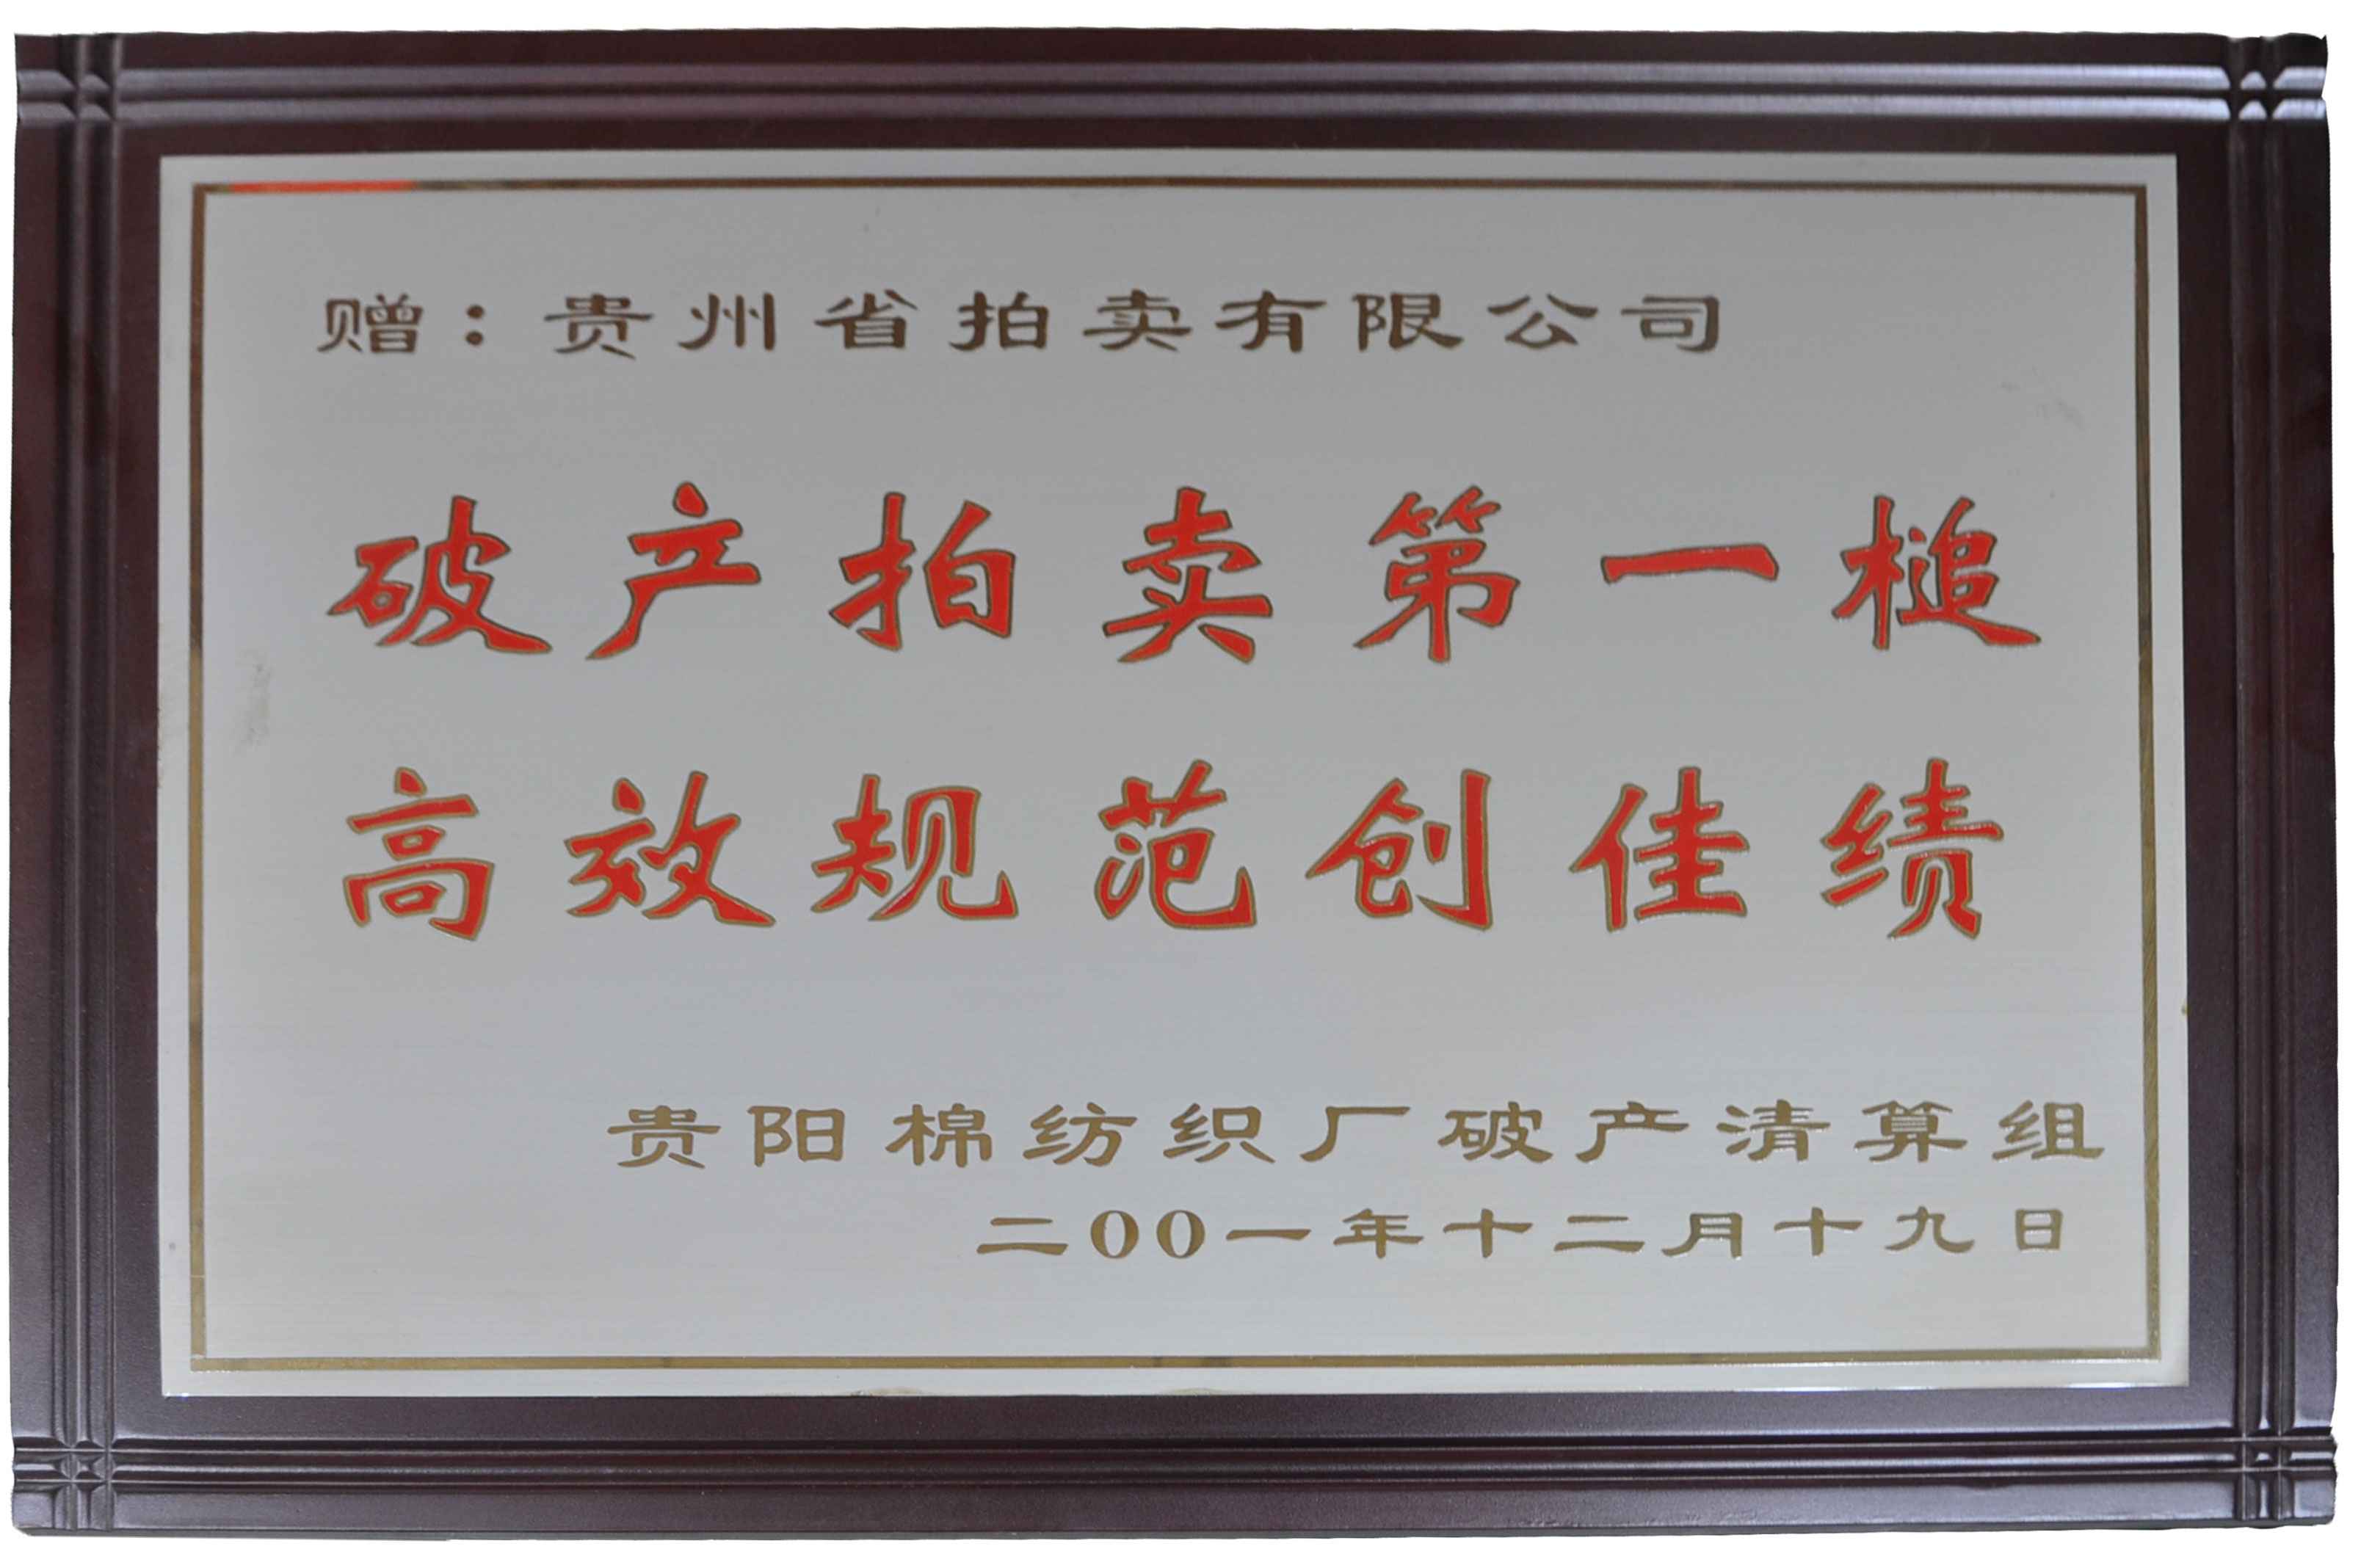 赠：贵州省拍卖有限公司
破产拍卖第一槌
高效规范创佳绩
贵阳棉纺织厂破产清算组
二00一年十二月十九日